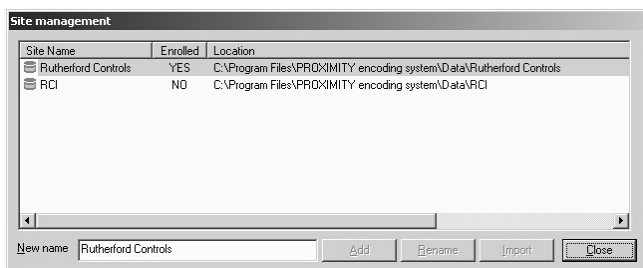 Site management
Site Name Enrolled Location
Rutherford Controls YES C:\Program Files\PROXIMITY encoding system\Data\Rutherford Controls
RCI NO C:\Program Files\PROXIMITY encoding system\Data\RCI
New name Rutherford Controls Add Rename Import Close